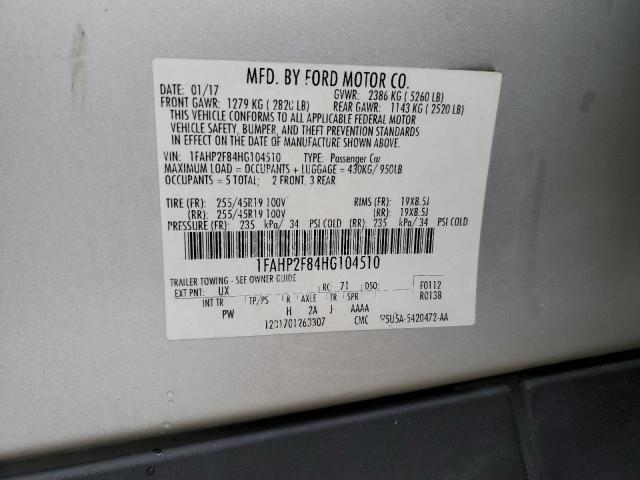 MFD. BY FORD MOTOR CO.
DATE: 01/17 GVWR: 2386 KG ( 5260 LB)
FRONT GAWR: 1279 KG ( 2820 LB) REAR GAWR: 1143 KG ( 2520 LB)
THIS VEHICLE CONFORMS TO ALL APPLICABLE FEDERAL MOTOR
VEHICLE SAFETY, BUMPER, AND THEFT PREVENTION STANDARDS
IN EFFECT ON THE DATE OF MANUFACTURE SHOWN ABOVE.
VIN: 1FAHP2F84HG104510 TYPE: Passenger Car
MAXIMUM LOAD = OCCUPANTS + LUGGAGE = 430KG/ 950LB
OCCUPANTS = 5 TOTAL; 2 FRONT, 3 REAR
TIRE (FR): 255/45R19 100V RIMS (FR): 19X8.5J
(RR): 255/45R19 100V (RR): 19X8.5J
PRESSURE (FR): 235 kPa/ 34 PSI COLD (RR): 235 kPa/ 34 PSI COLD
1FAHP2F84HG104510
TRAILER TOWING - SEE OWNER GUIDE
EXT PNT: UX RC: 71 DSO: F0112
R0138
INT TR TP/PS R AXLE TR SPR
PW H 2A J AAAA
CMC 5U5A-5420472-AA